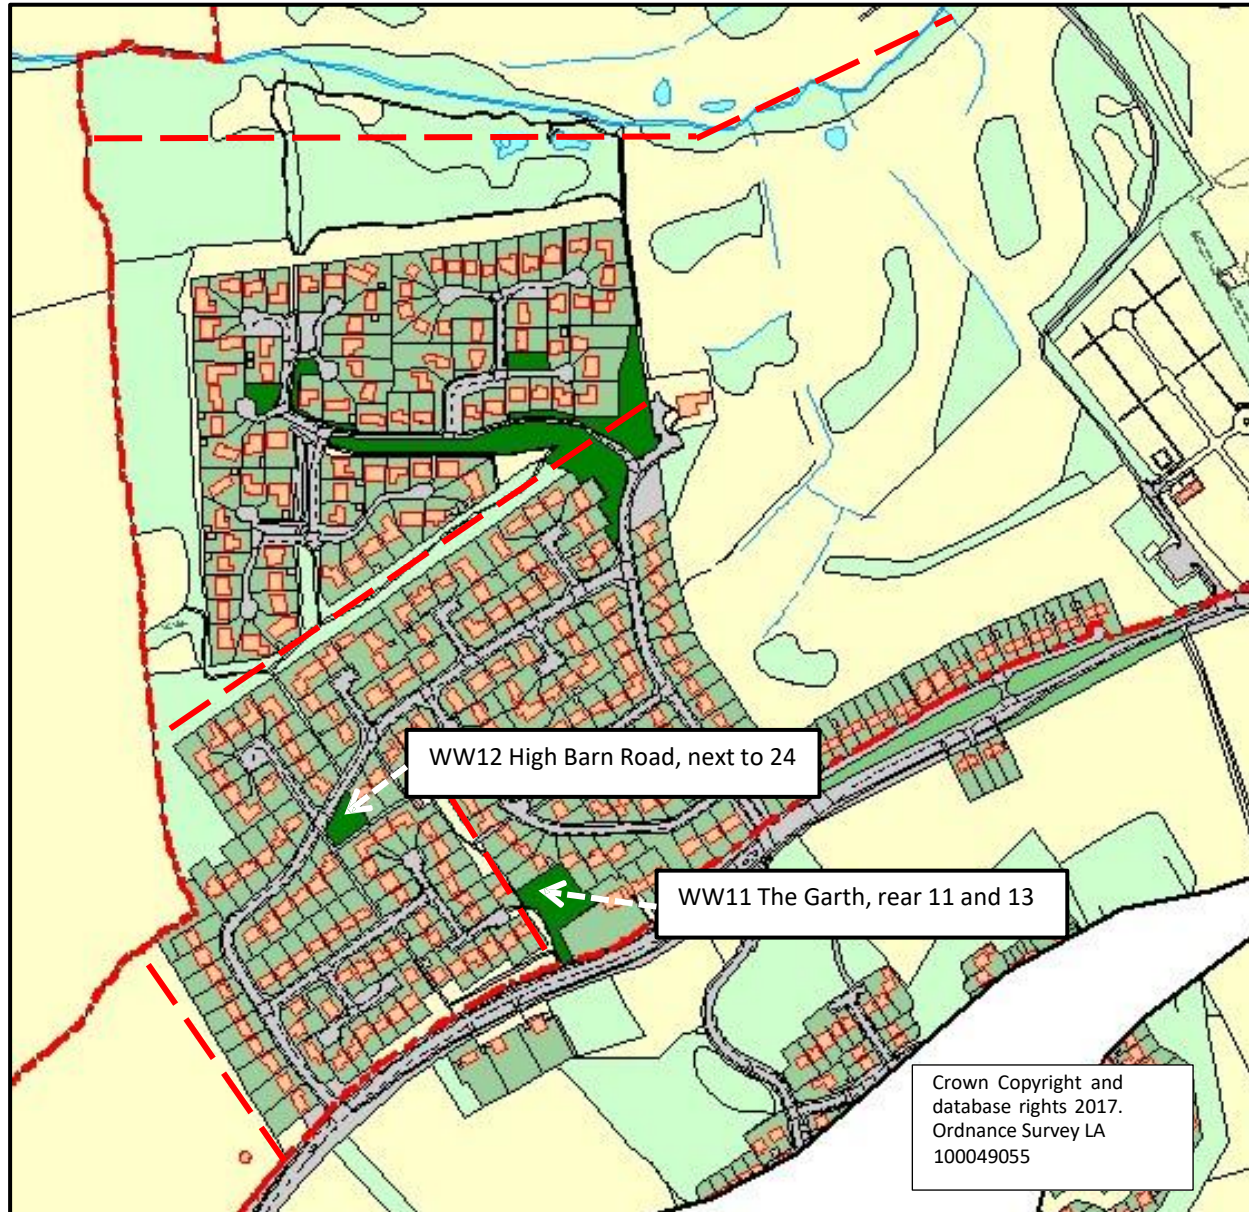 WW12 High Barn Road, next to 24
WW11 The Garth, rear 11 and 13
Crown Copyright and
database rights 2017.
Ordnance Survey LA
100049055